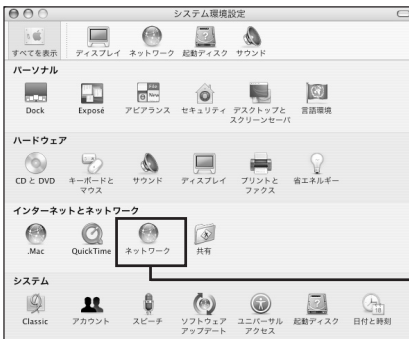 システム環境設定
すべてを表示 ディスプレイ ネットワーク 起動ディスク サウンド
パーソナル
Dock Exposé アピアランス セキュリティ デスクトップと 言語環境
スクリーンセーバ
ハードウェア
CD と DVD キーボードと サウンド ディスプレイ プリントと 省エネルギー
マウス ファクス
インターネットとネットワーク
.Mac QuickTime ネットワーク 共有
システム
Classic アカウント スピーチ ソフトウェア ユニバーサル 起動ディスク 日付と時刻
アップデート アクセス